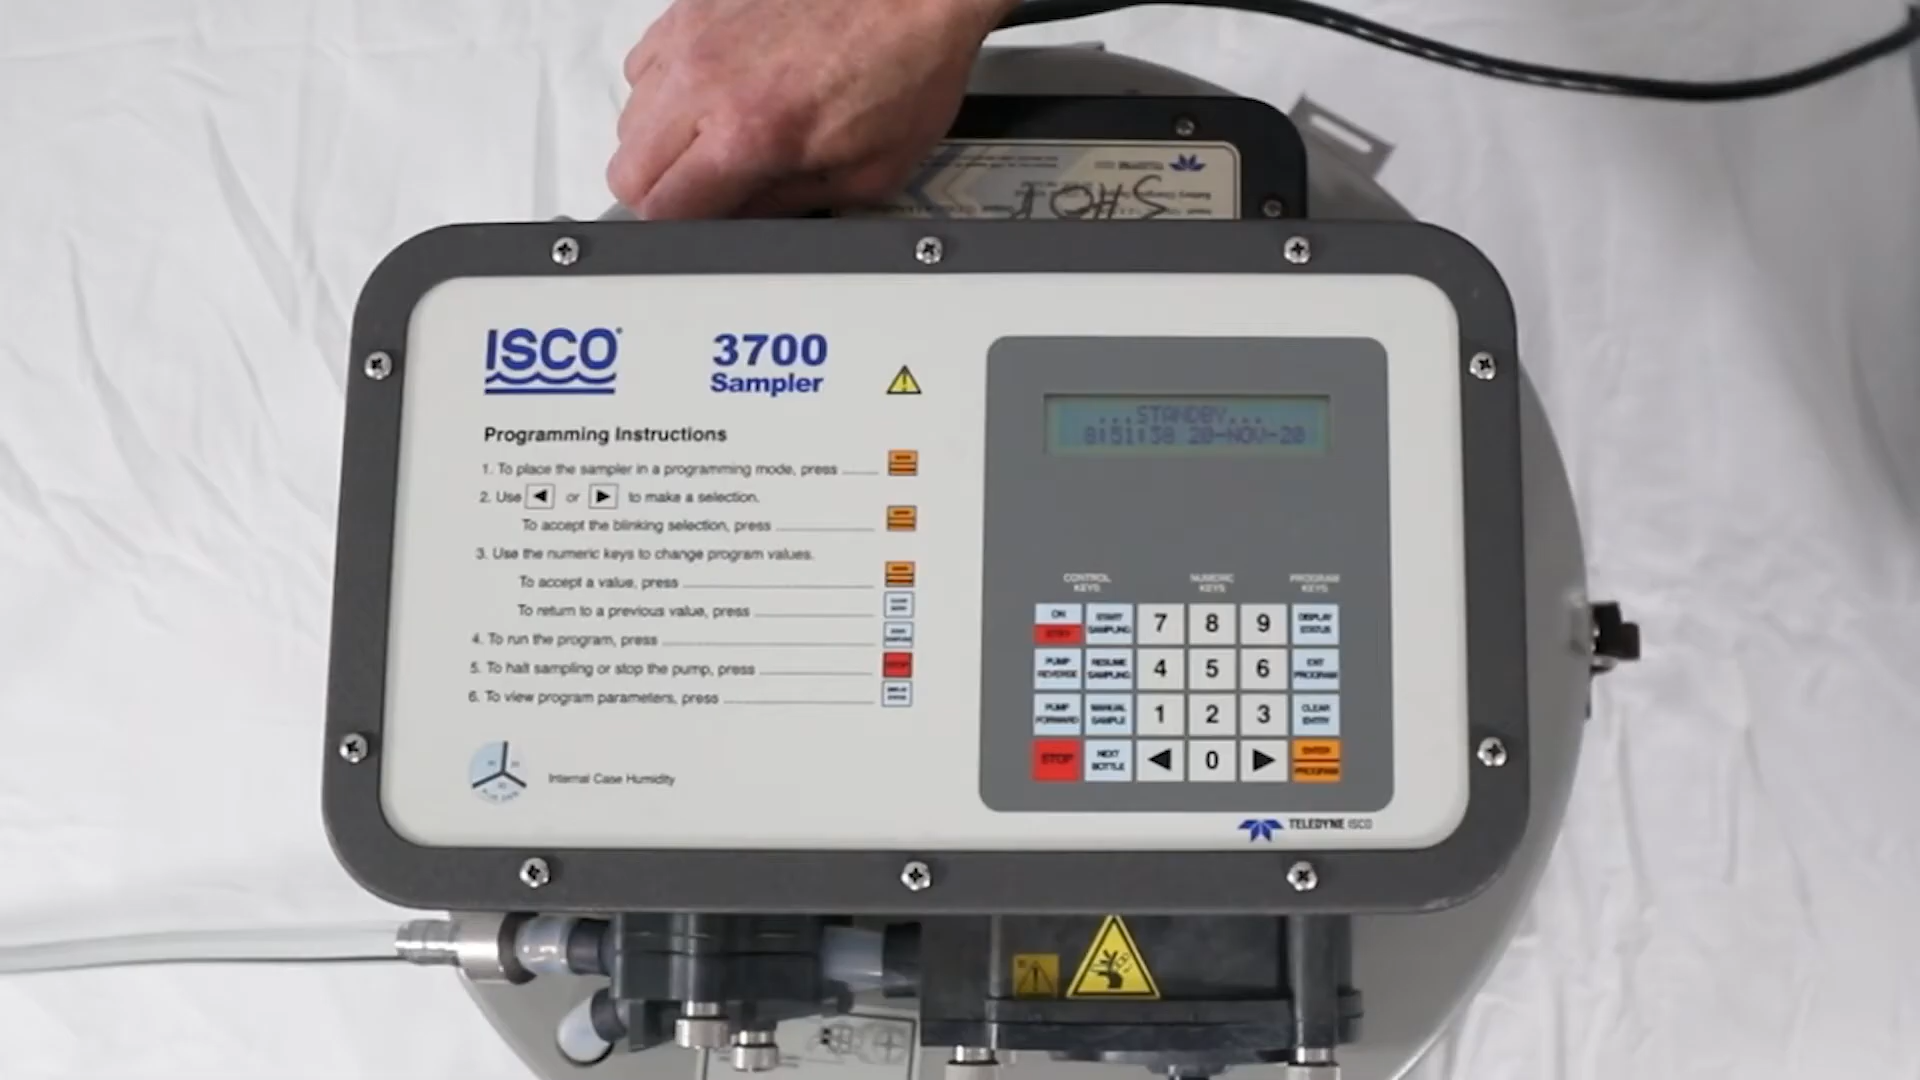 SHOP
ISCO
3700
Sampler
Programming Instructions
1. To place the sampler in a programming mode, press
2. Use ◀ or ▶ to make a selection.
To accept the blinking selection, press
3. Use the numeric keys to change program values.
To accept a value, press
To return to a previous value, press
4. To run the program, press
5. To halt sampling or stop the pump, press
6. To view program parameters, press
Internal Case Humidity
...STANDBY...
8:51:38 20-NOV-20
CONTROL KEYS
NUMERIC KEYS
PROGRAM KEYS
ON
START SAMPLING
7
8
9
DISPLAY STATUS
PUMP REVERSE
RESUME SAMPLING
4
5
6
EXIT PROGRAM
PUMP FORWARD
MANUAL SAMPLE
1
2
3
CLEAR ENTRY
STOP
NEXT BOTTLE
◀
0
▶
ENTER
PROGRAM
TELEDYNE ISCO